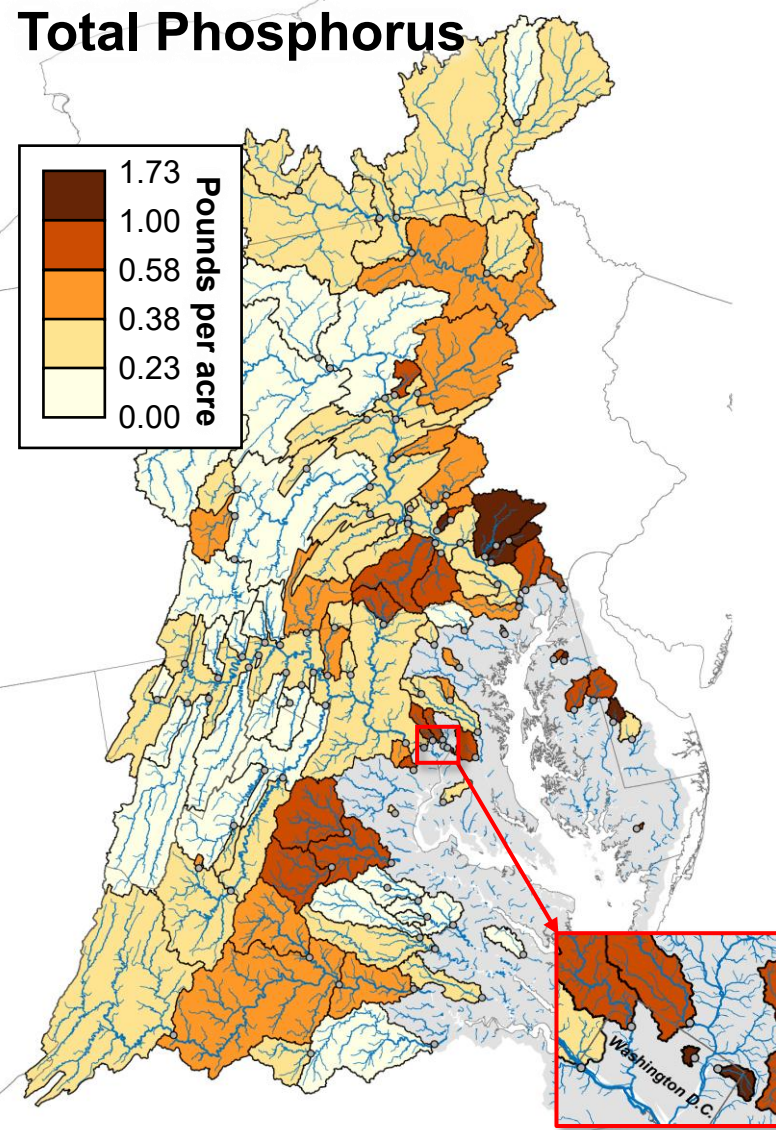 Total Phosphorus
1.73
1.00
0.58
0.38
0.23
0.00
Pounds per acre
Washington D.C.